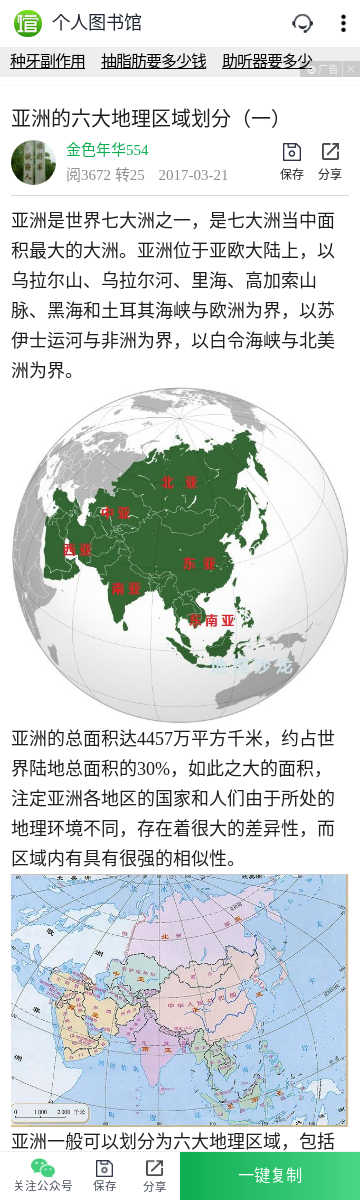 个人图书馆
种牙副作用 抽脂肪要多少钱 助听器要多少
广告
亚洲的六大地理区域划分（一）
金色年华554
阅3672 转25 2017-03-21
保存 分享
亚洲是世界七大洲之一，是七大洲当中面
积最大的大洲。亚洲位于亚欧大陆上，以
乌拉尔山、乌拉尔河、里海、高加索山
脉、黑海和土耳其海峡与欧洲为界，以苏
伊士运河与非洲为界，以白令海峡与北美
洲为界。
北亚
中亚
西亚
东亚
南亚
东南亚
亚洲的总面积达4457万平方千米，约占世
界陆地总面积的30%，如此之大的面积，
注定亚洲各地区的国家和人们由于所处的
地理环境不同，存在着很大的差异性，而
区域内有具有很强的相似性。
中华人民共和国
0 1000 2000 千米
亚洲一般可以划分为六大地理区域，包括
关注公众号 保存 分享 一键复制